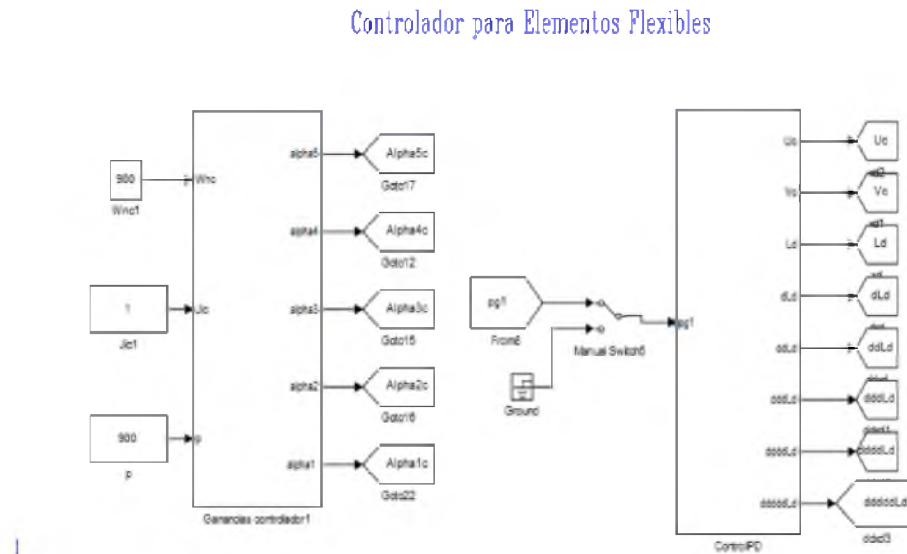 Controlador para Elementos Flexibles
900
Wnc1
1
Jic1
900
p
Wnc
Jic
p
alpha5
alpha4
alpha3
alpha2
alpha1
Ganancias controlador1
Alpha5c
Goto17
Alpha4c
Goto12
Alpha3c
Goto15
Alpha2c
Goto16
Alpha1c
Goto22
pg1
From6
Ground
Manual Switch5
pg1
Uc
Vc
Ld
dLd
ddLd
dddLd
ddddLd
dddddLd
ControlPD
Uc
Vc
Ld
dLd
ddLd
dddLd
ddddLd
dddddLd